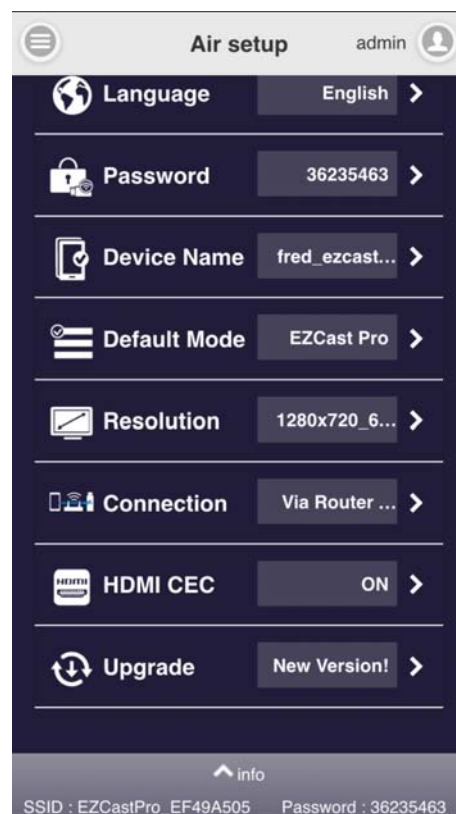 Air setup admin
Language English
Password 36235463
Device Name fred_ezcast...
Default Mode EZCast Pro
Resolution 1280x720_6...
Connection Via Router ...
HDMI HDMI CEC ON
Upgrade New Version!
info
SSID : EZCastPro_EF49A505 Password : 36235463